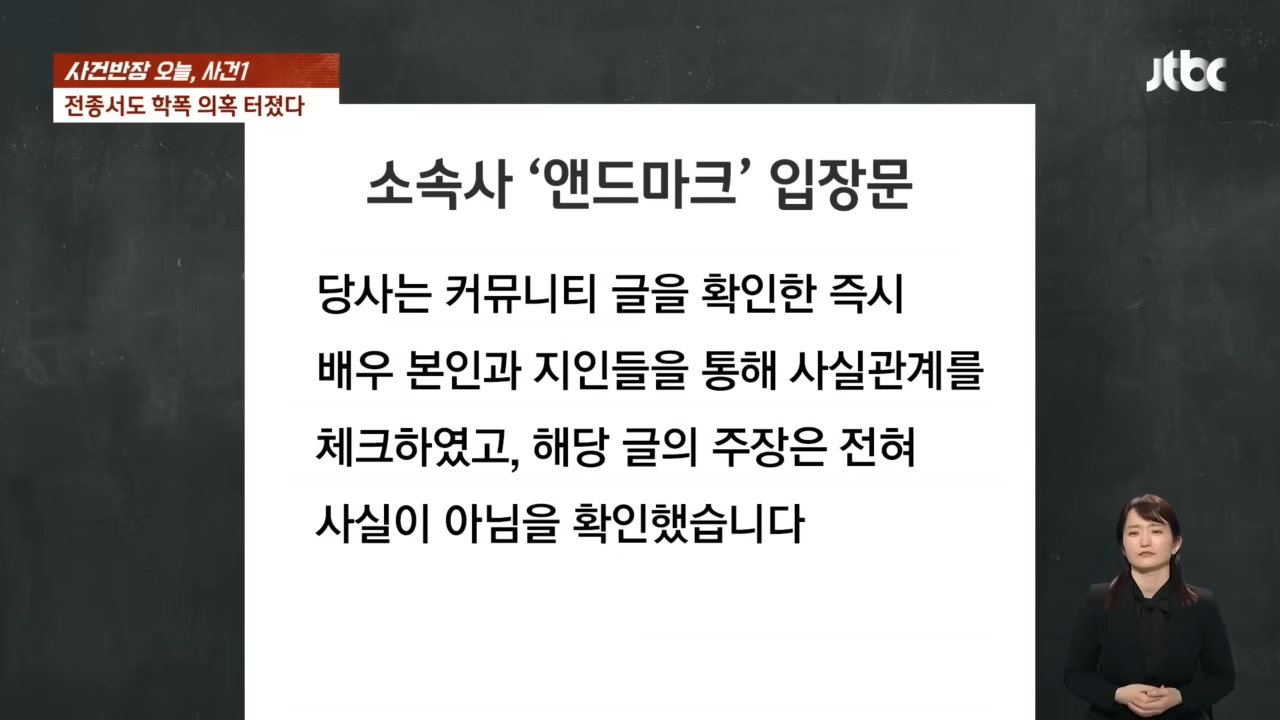 사건반장 오늘, 사건1
전종서도 학폭 의혹 터졌다
jtbc
소속사 ‘앤드마크’ 입장문
당사는 커뮤니티 글을 확인한 즉시
배우 본인과 지인들을 통해 사실관계를
체크하였고, 해당 글의 주장은 전혀
사실이 아님을 확인했습니다